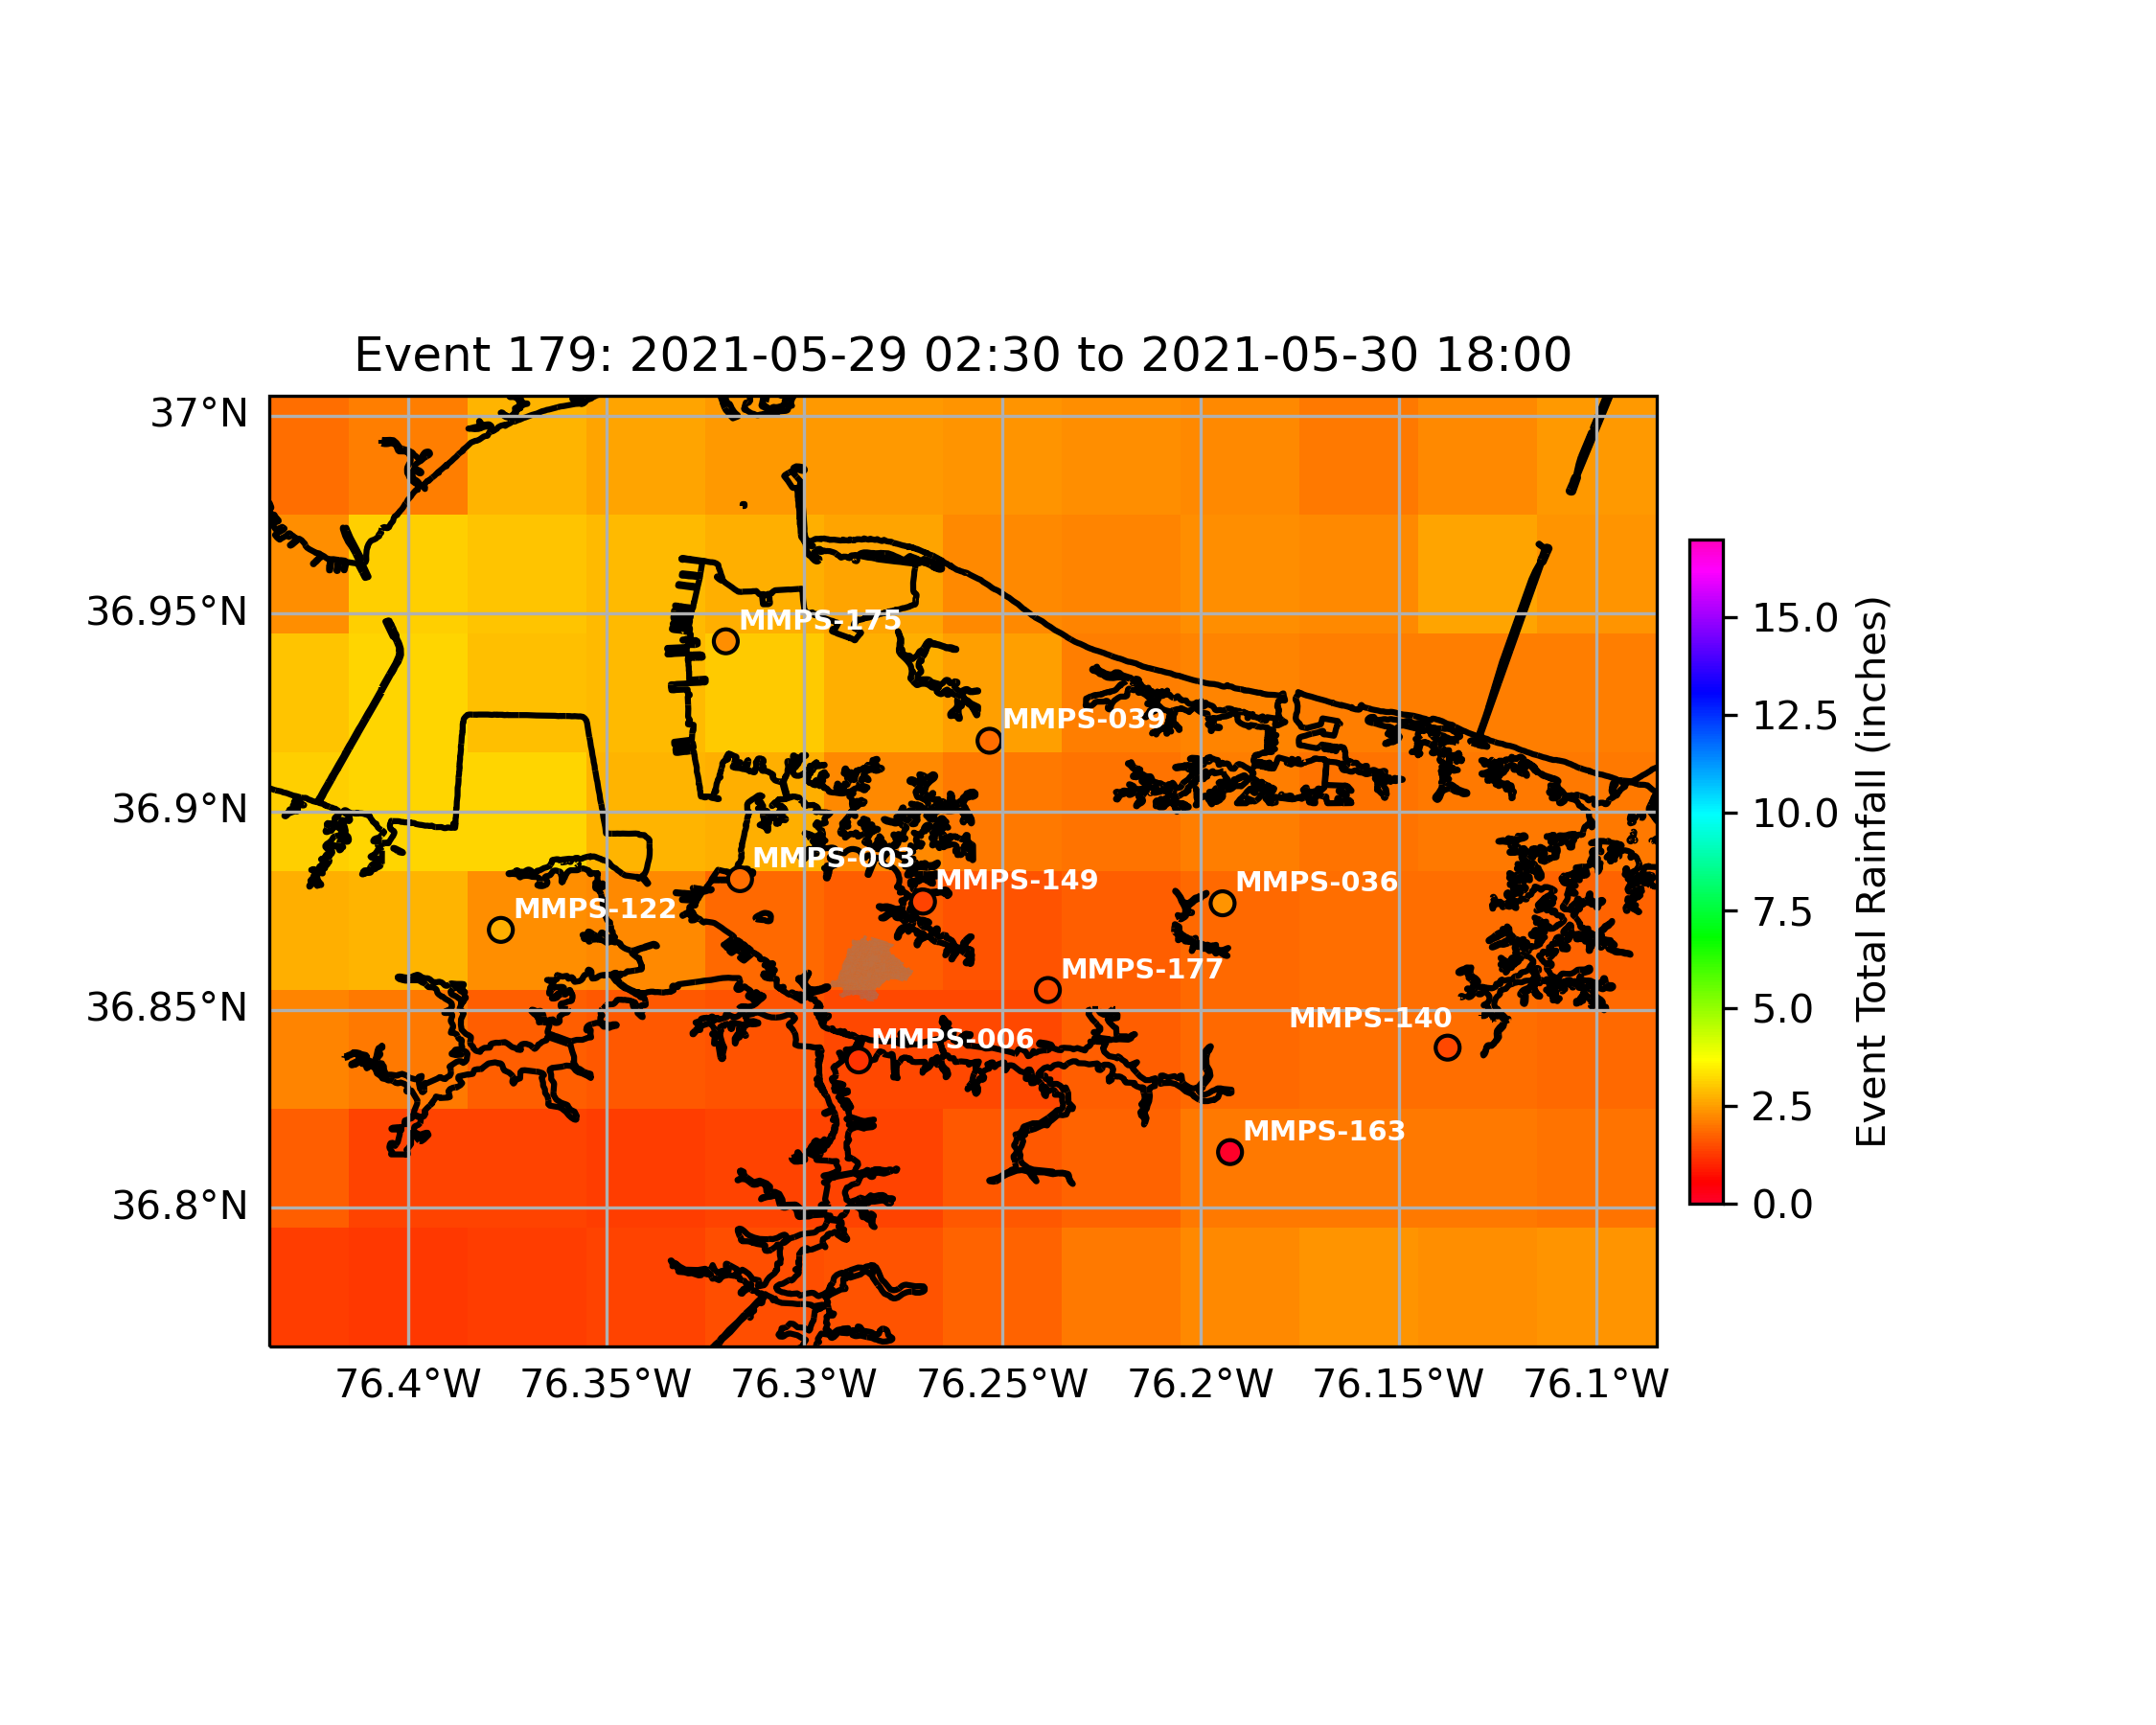 Event 179: 2021-05-29 02:30 to 2021-05-30 18:00
37°N
36.95°N
36.9°N
36.85°N
36.8°N
MMPS-175
MMPS-039
MMPS-003
MMPS-149
MMPS-036
MMPS-122
MMPS-177
MMPS-140
MMPS-006
MMPS-163
76.4°W
76.35°W
76.3°W
76.25°W
76.2°W
76.15°W
76.1°W
15.0
12.5
10.0
7.5
5.0
2.5
0.0
Event Total Rainfall (inches)